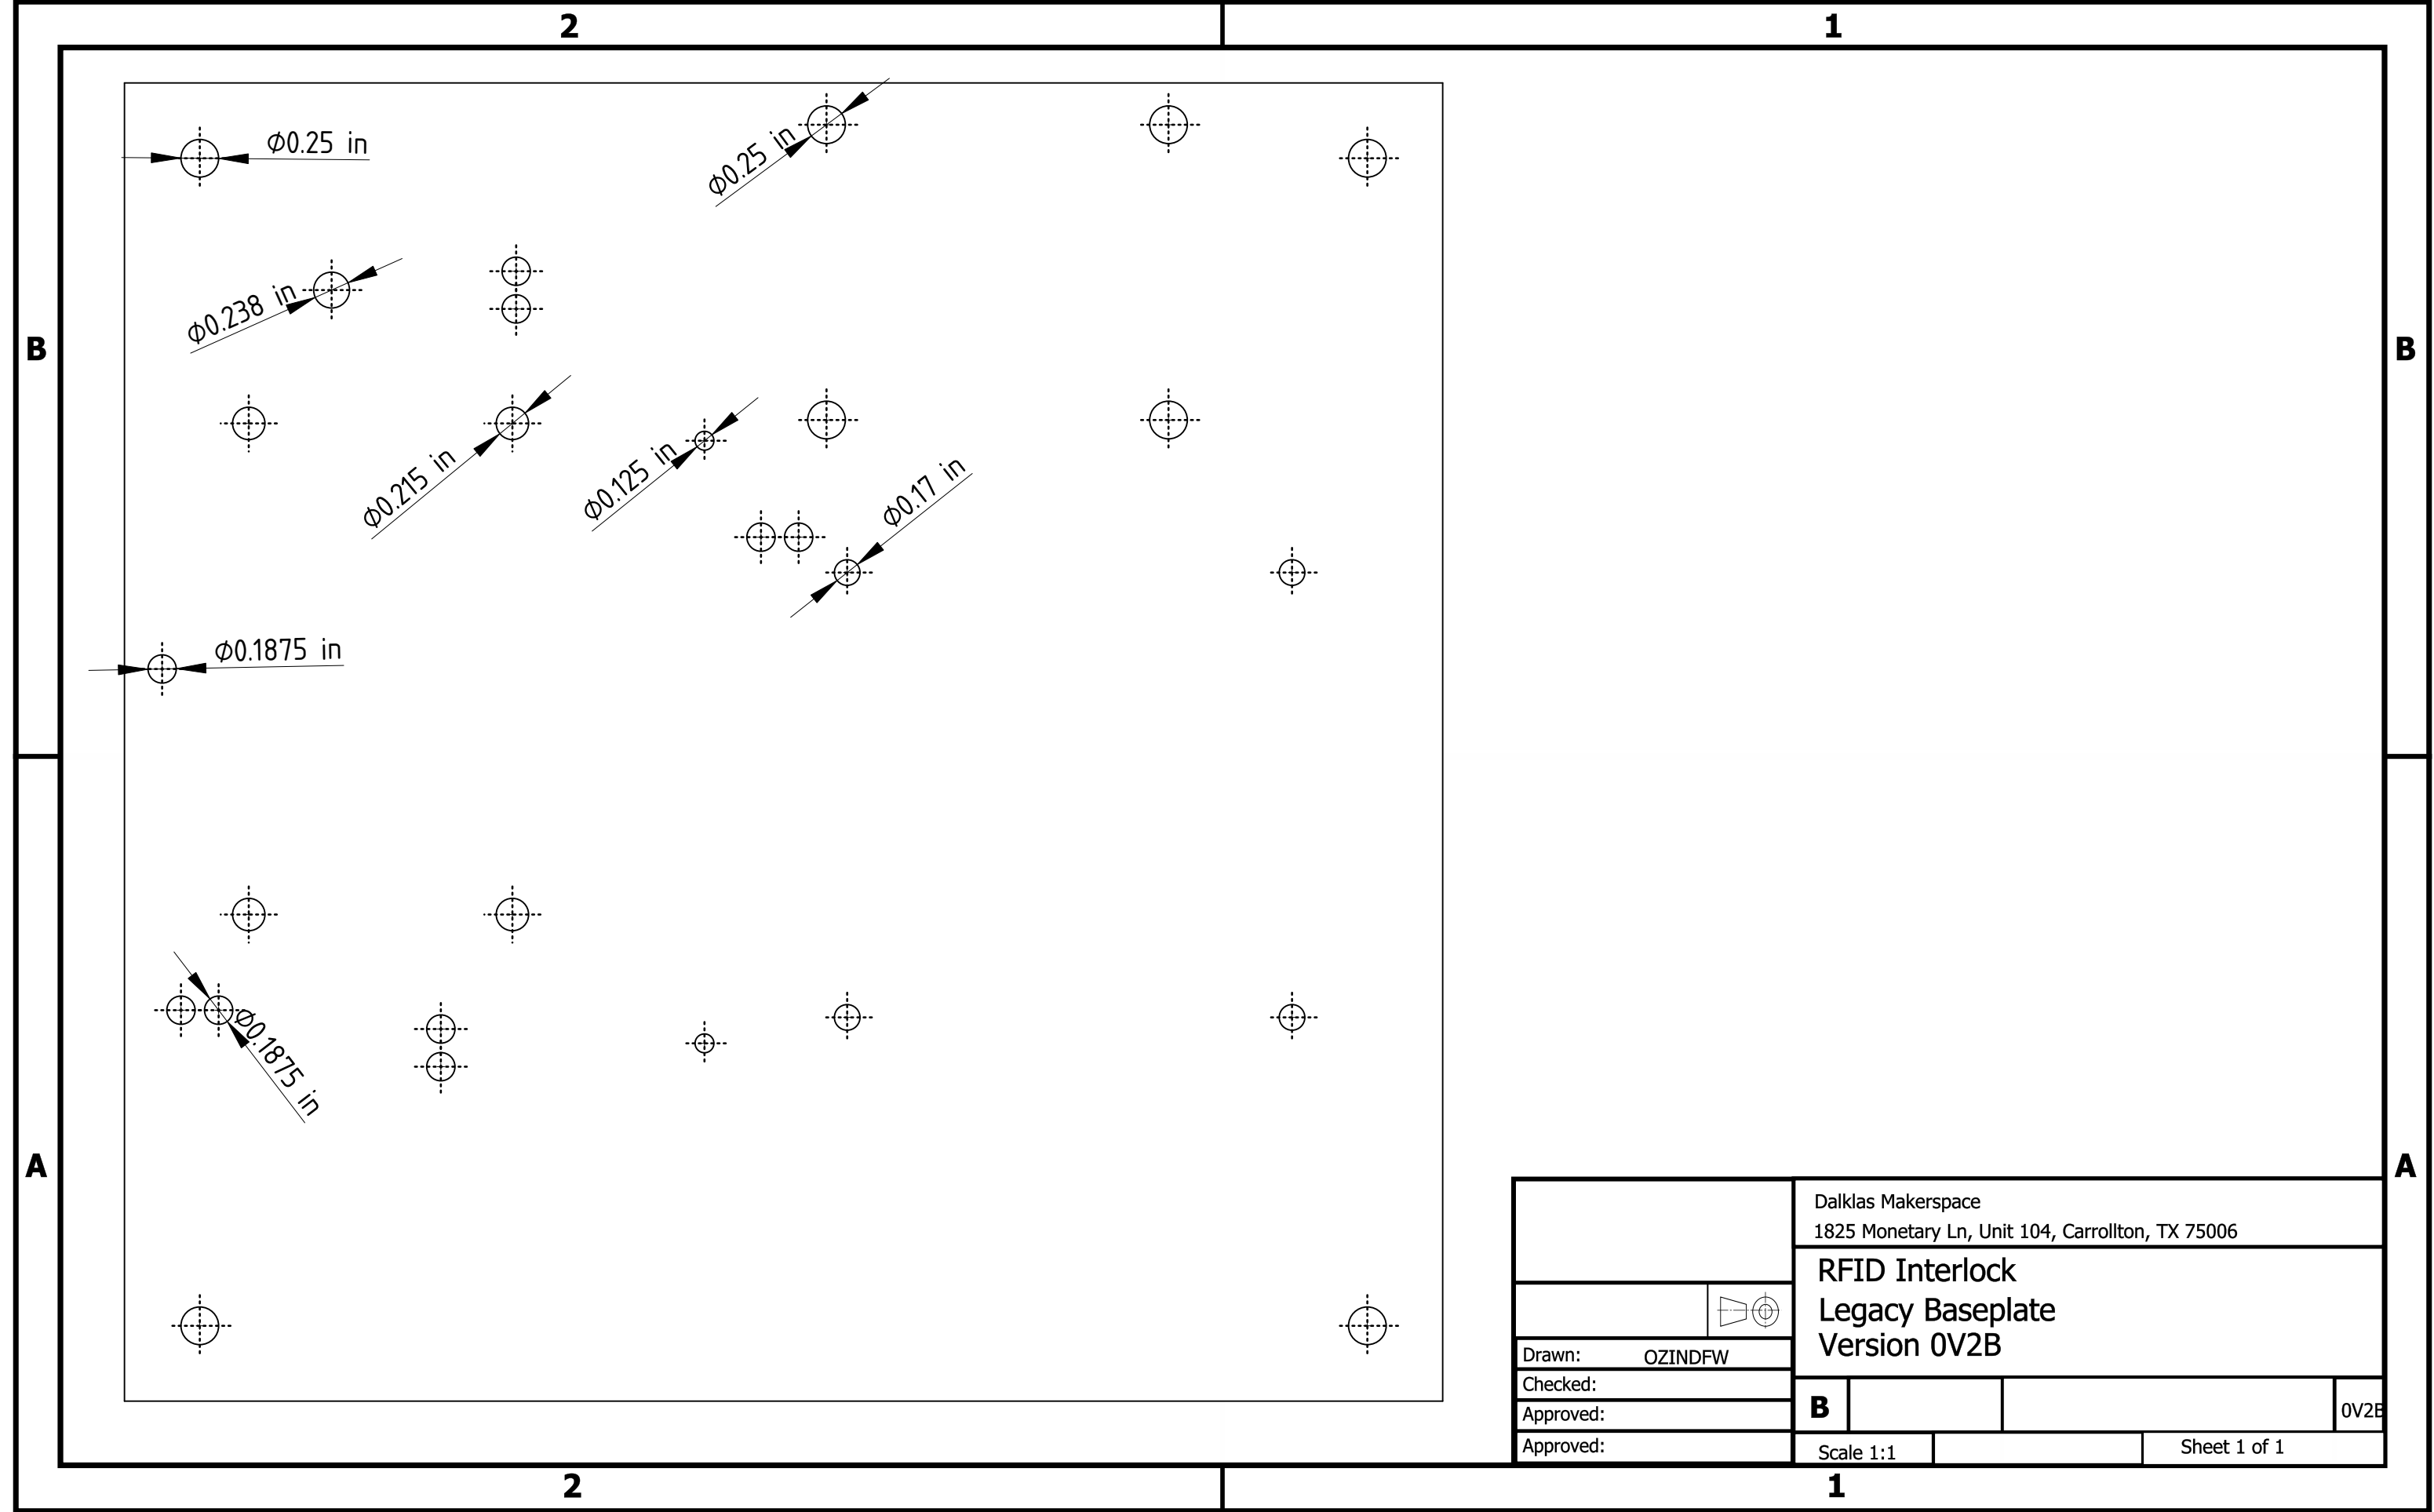 2
1
Ø0.25 in
Ø0.25 in
Ø0.238 in
B
B
Ø0.215 in
Ø0.125 in
Ø0.17 in
Ø0.1875 in
Ø0.1875 in
A
A
Dalklas Makerspace
1825 Monetary Ln, Unit 104, Carrollton, TX 75006
RFID Interlock
Legacy Baseplate
Version 0V2B
Drawn: OZINDFW
Checked:
Approved:
B
0V2B
Approved:
Scale 1:1
Sheet 1 of 1
2
1